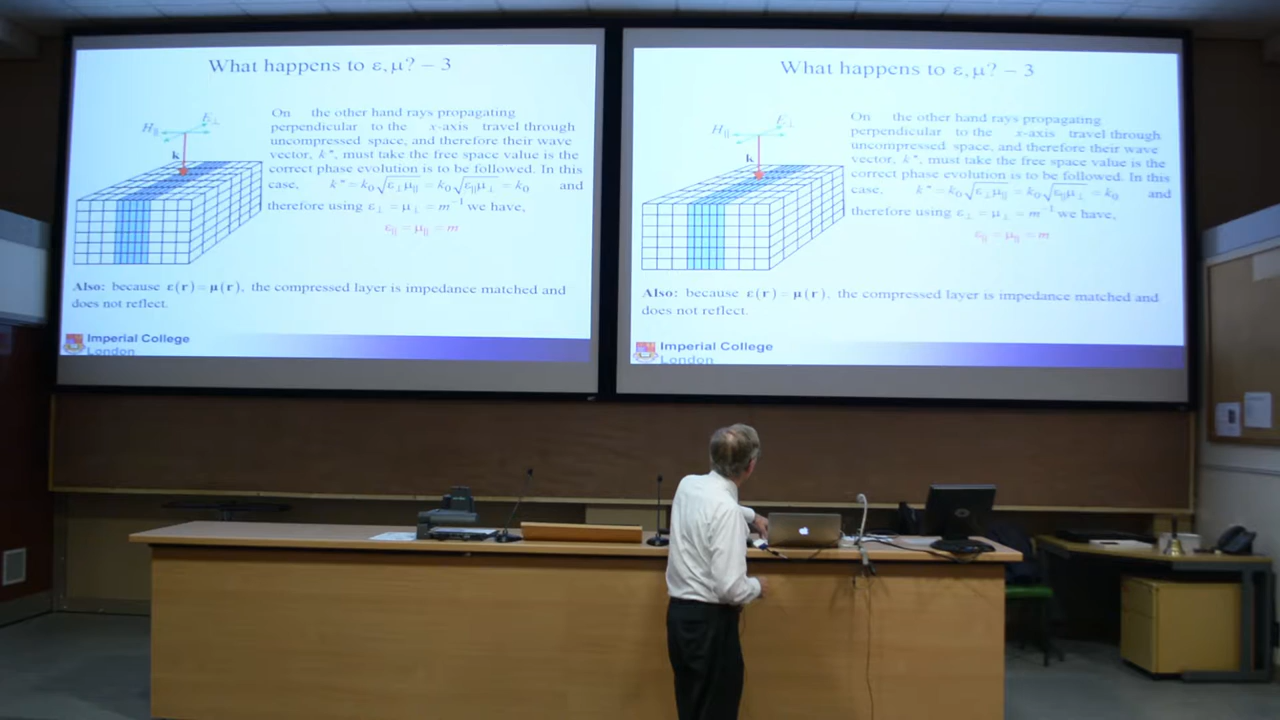 What happens to ε,μ? – 3
H∥
E⊥
k
On the other hand rays propagating
perpendicular to the x-axis travel through
uncompressed space, and therefore their wave
vector, k", must take the free space value is the
correct phase evolution is to be followed. In this
case, k" = k₀√ε⊥μ∥ = k₀√ε∥μ⊥ = k₀ and
therefore using ε⊥ = μ⊥ = m⁻¹ we have,
ε∥ = μ∥ = m
Also: because ε(r) = μ(r), the compressed layer is impedance matched and
does not reflect.
Imperial College
London
What happens to ε,μ? – 3
H∥
E⊥
k
On the other hand rays propagating
perpendicular to the x-axis travel through
uncompressed space, and therefore their wave
vector, k", must take the free space value is the
correct phase evolution is to be followed. In this
case, k" = k₀√ε⊥μ∥ = k₀√ε∥μ⊥ = k₀ and
therefore using ε⊥ = μ⊥ = m⁻¹ we have,
ε∥ = μ∥ = m
Also: because ε(r) = μ(r), the compressed layer is impedance matched and
does not reflect.
Imperial College
London